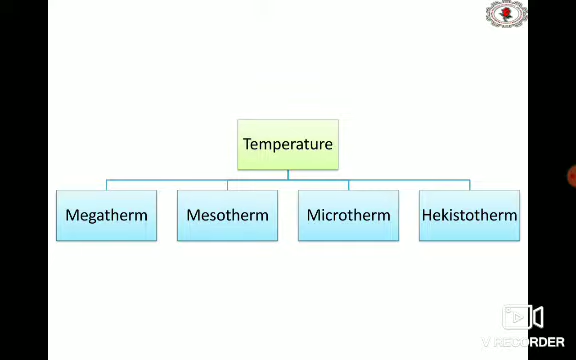 Temperature
Megatherm
Mesotherm
Microtherm
Hekistotherm
V RECORDER